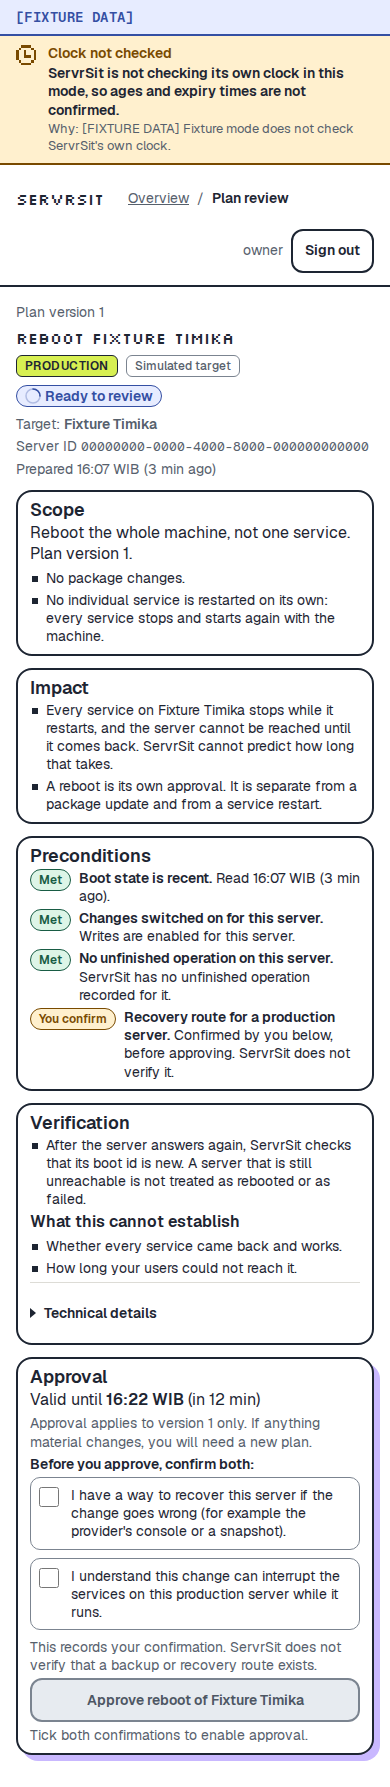 [FIXTURE DATA]
Clock not checked
ServrSit is not checking its own clock in this
mode, so ages and expiry times are not
confirmed.
Why: [FIXTURE DATA] Fixture mode does not check
ServrSit's own clock.
SERVRSIT
Overview / Plan review
owner
Sign out
Plan version 1
REBOOT FIXTURE TIMIKA
PRODUCTION
Simulated target
Ready to review
Target: Fixture Timika
Server ID 00000000-0000-4000-8000-000000000000
Prepared 16:07 WIB (3 min ago)
Scope
Reboot the whole machine, not one service.
Plan version 1.
No package changes.
No individual service is restarted on its own:
every service stops and starts again with the
machine.
Impact
Every service on Fixture Timika stops while it
restarts, and the server cannot be reached until
it comes back. ServrSit cannot predict how long
that takes.
A reboot is its own approval. It is separate from a
package update and from a service restart.
Preconditions
Met Boot state is recent. Read 16:07 WIB (3 min
ago).
Met Changes switched on for this server.
Writes are enabled for this server.
Met No unfinished operation on this server.
ServrSit has no unfinished operation
recorded for it.
You confirm Recovery route for a production
server. Confirmed by you below,
before approving. ServrSit does not
verify it.
Verification
After the server answers again, ServrSit checks
that its boot id is new. A server that is still
unreachable is not treated as rebooted or as
failed.
What this cannot establish
Whether every service came back and works.
How long your users could not reach it.
Technical details
Approval
Valid until 16:22 WIB (in 12 min)
Approval applies to version 1 only. If anything
material changes, you will need a new plan.
Before you approve, confirm both:
I have a way to recover this server if the
change goes wrong (for example the
provider's console or a snapshot).
I understand this change can interrupt the
services on this production server while it
runs.
This records your confirmation. ServrSit does not
verify that a backup or recovery route exists.
Approve reboot of Fixture Timika
Tick both confirmations to enable approval.